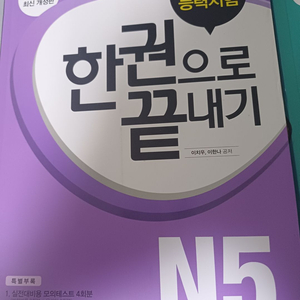 최신 개정판
능력시험
한권으로
끝내기
이치우, 이한나 공저
N5
특별부록
1. 실전대비용 모의테스트 4회분